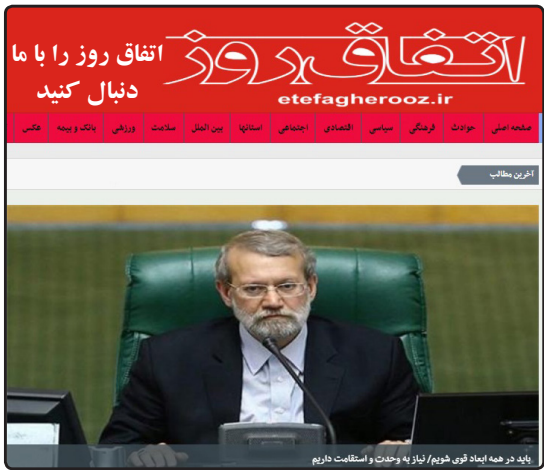 اتفاق روز
اتفاق روز را با ما
دنبال کنید
etefagherooz.ir
صفحه اصلی حوادث فرهنگی سیاسی اقتصادی اجتماعی استانها بین الملل سلامت ورزشی بانک و بیمه عکس
آخرین مطالب
باید در همه ابعاد قوی شویم/ نیاز به وحدت و استقامت داریم